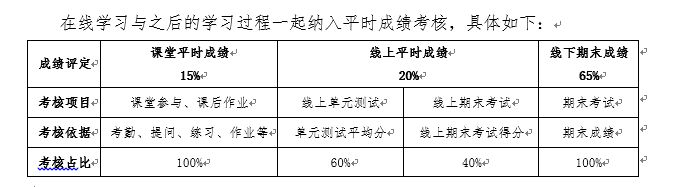 在线学习与之后的学习过程一起纳入平时成绩考核，具体如下：
成绩评定 课堂平时成绩 15% 线上平时成绩 20% 线下期末成绩 65%
考核项目 课堂参与、课后作业 线上单元测试 线上期末考试 期末考试
考核依据 考勤、提问、练习、作业等 单元测试平均分 线上期末考试得分 期末成绩
考核占比 100% 60% 40% 100%